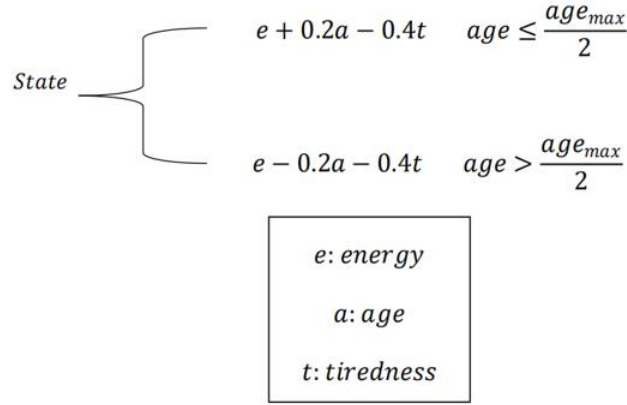 e + 0.2a − 0.4t age ≤ age_max / 2
State
e − 0.2a − 0.4t age > age_max / 2
e: energy
a: age
t: tiredness